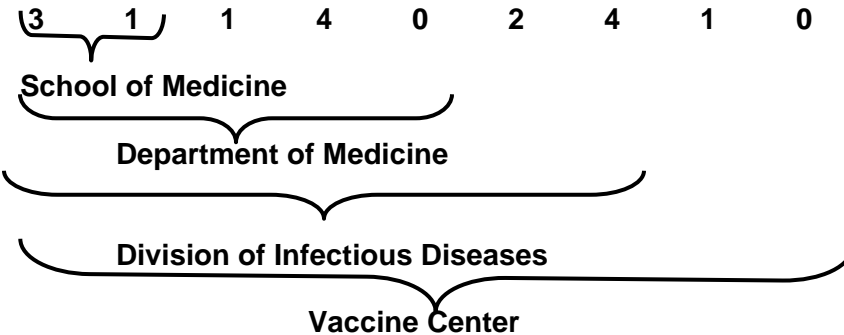 3 1 1 4 0 2 4 1 0
School of Medicine
Department of Medicine
Division of Infectious Diseases
Vaccine Center